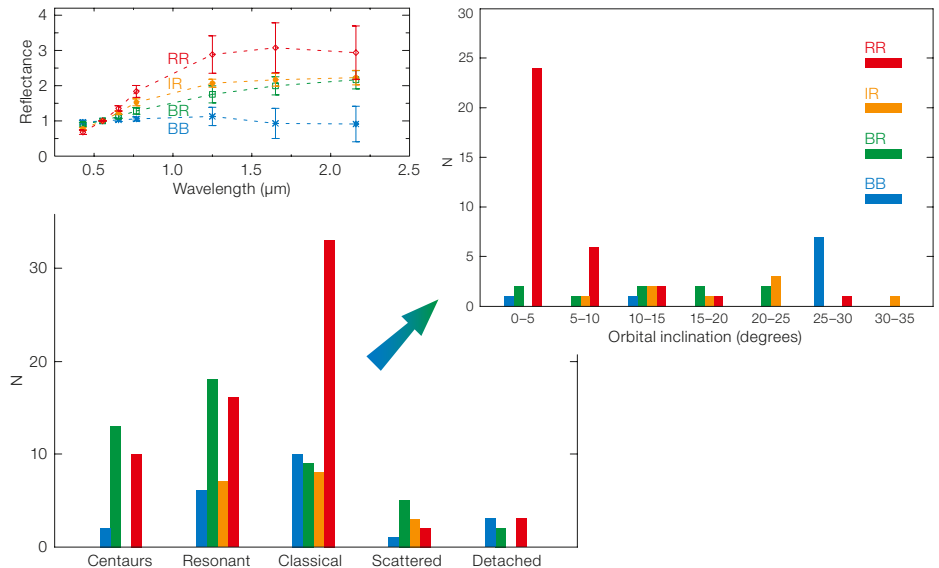 4
3
2
1
0
Reflectance
RR
IR
BR
BB
0.5 1.0 1.5 2.0 2.5
Wavelength (µm)
30
25
20
15
10
5
0
N
RR
IR
BR
BB
0–5 5–10 10–15 15–20 20–25 25–30 30–35
Orbital inclination (degrees)
30
20
10
0
N
Centaurs Resonant Classical Scattered Detached